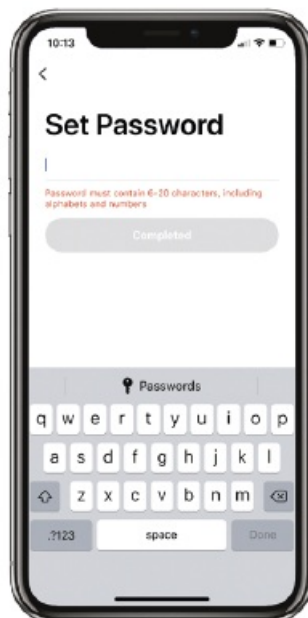 10:13
Set Password
Password must contain 6-20 characters, including
alphabets and numbers
Completed
Passwords
q w e r t y u i o p
a s d f g h j k l
z x c v b n m
.?123 space Done